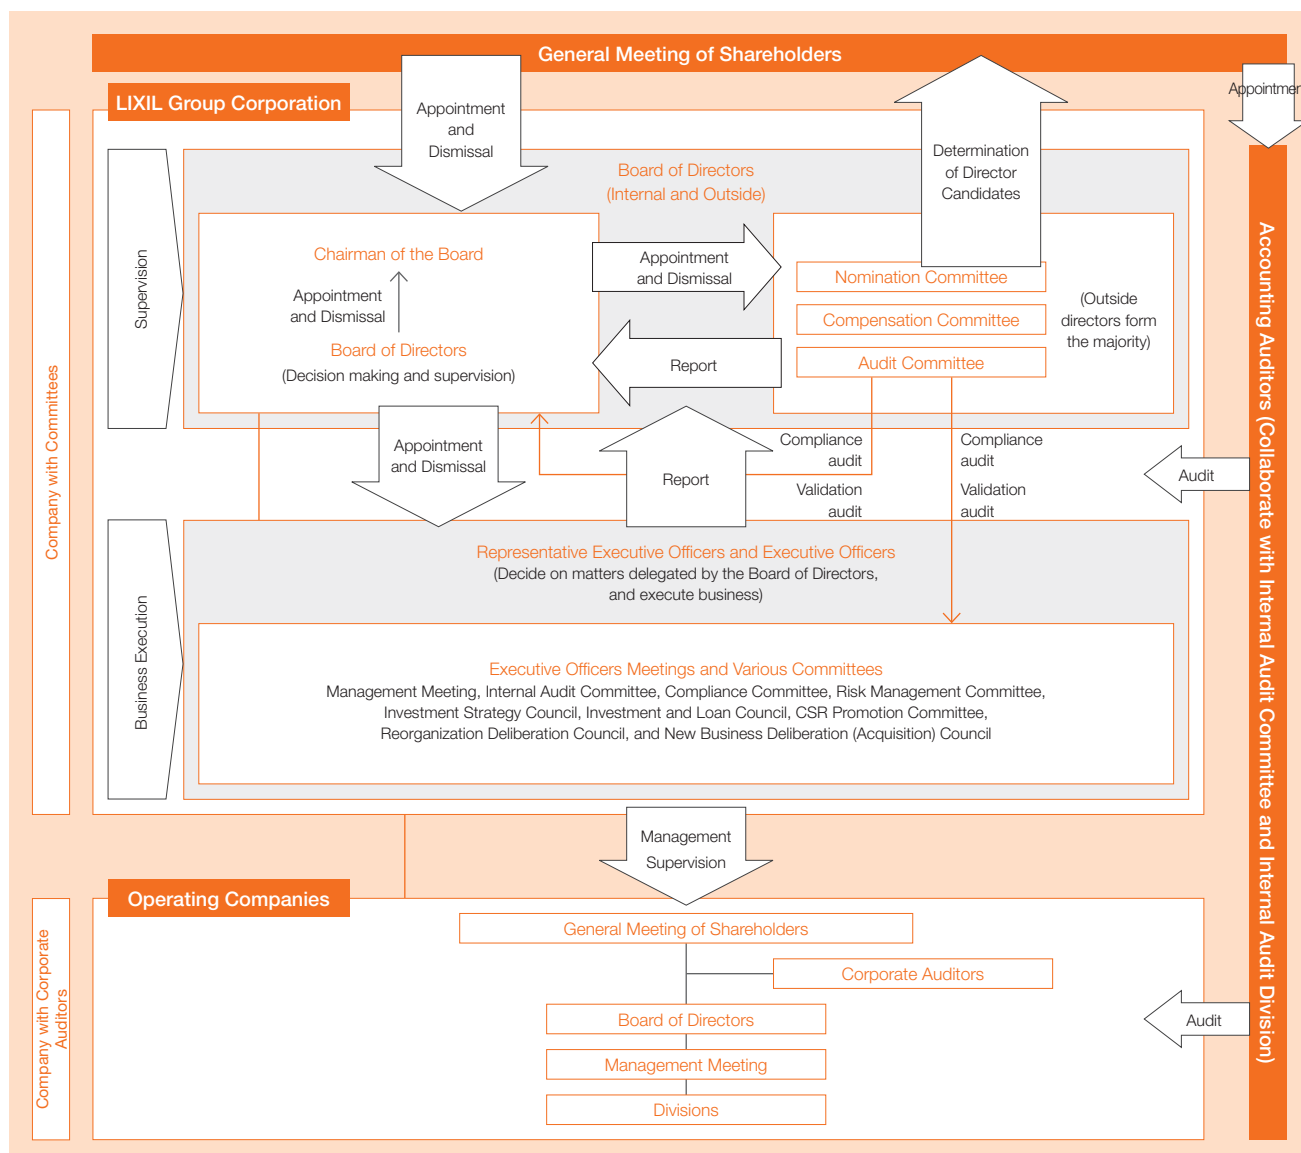 General Meeting of Shareholders
Appointment
LIXIL Group Corporation
Appointment
and
Dismissal
Determination
of Director
Candidates
Company with Committees
Supervision
Board of Directors
(Internal and Outside)
Chairman of the Board
Appointment
and Dismissal
Board of Directors
(Decision making and supervision)
Appointment
and Dismissal
Report
Nomination Committee
Compensation Committee
Audit Committee
(Outside
directors form
the majority)
Appointment
and Dismissal
Report
Compliance
audit
Validation
audit
Compliance
audit
Validation
audit
Audit
Accounting Auditors (Collaborate with Internal Audit Committee and Internal Audit Division)
Business Execution
Representative Executive Officers and Executive Officers
(Decide on matters delegated by the Board of Directors,
and execute business)
Executive Officers Meetings and Various Committees
Management Meeting, Internal Audit Committee, Compliance Committee, Risk Management Committee,
Investment Strategy Council, Investment and Loan Council, CSR Promotion Committee,
Reorganization Deliberation Council, and New Business Deliberation (Acquisition) Council
Management
Supervision
Operating Companies
Company with Corporate
Auditors
General Meeting of Shareholders
Corporate Auditors
Board of Directors
Management Meeting
Divisions
Audit